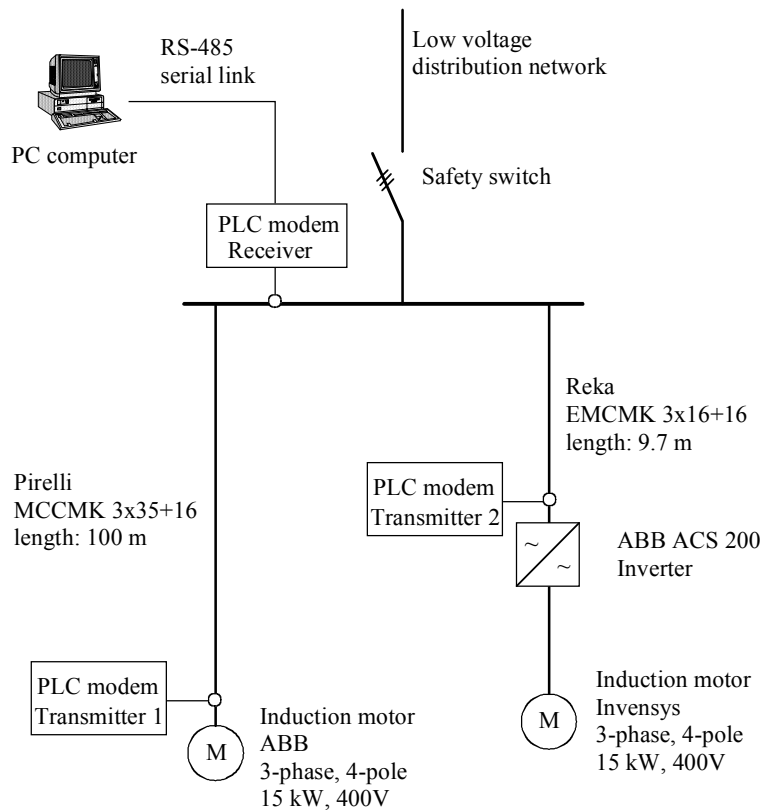 RS-485
serial link
Low voltage
distribution network
PC computer
Safety switch
PLC modem
Receiver
Reka
EMCMK 3x16+16
length: 9.7 m
Pirelli
MCCMK 3x35+16
length: 100 m
PLC modem
Transmitter 2
~
~
ABB ACS 200
Inverter
PLC modem
Transmitter 1
M
Induction motor
ABB
3-phase, 4-pole
15 kW, 400V
M
Induction motor
Invensys
3-phase, 4-pole
15 kW, 400V